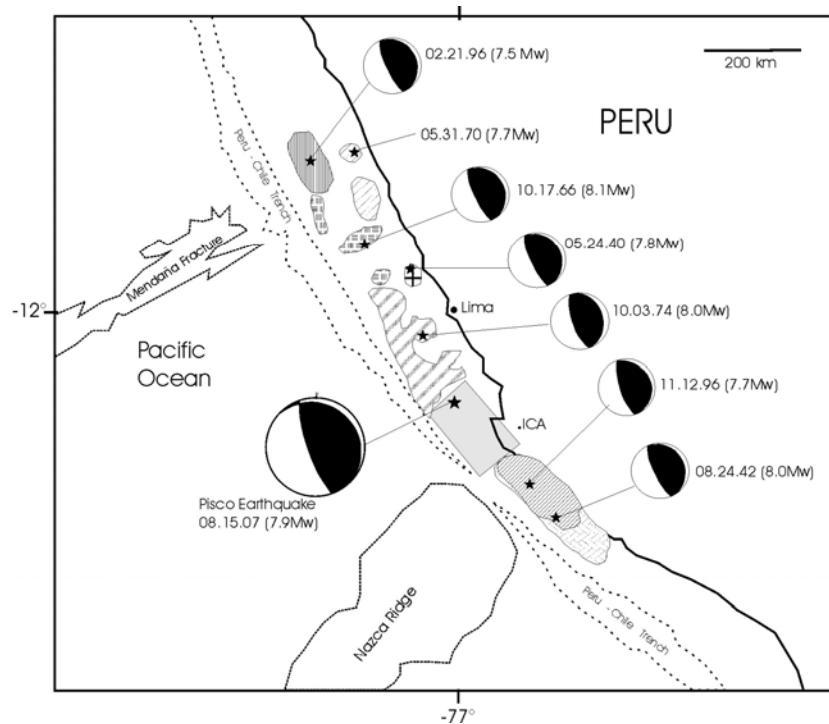 -77°
02.21.96 (7.5 Mw)
200 km
05.31.70 (7.7Mw)
PERU
Peru - Chile Trench
10.17.66 (8.1Mw)
05.24.40 (7.8Mw)
Mendaña Fracture
-12°
Lima
10.03.74 (8.0Mw)
Pacific
Ocean
11.12.96 (7.7Mw)
ICA
08.24.42 (8.0Mw)
Pisco Earthquake
08.15.07 (7.9Mw)
Nazca Ridge
Peru - Chile Trench
-77°